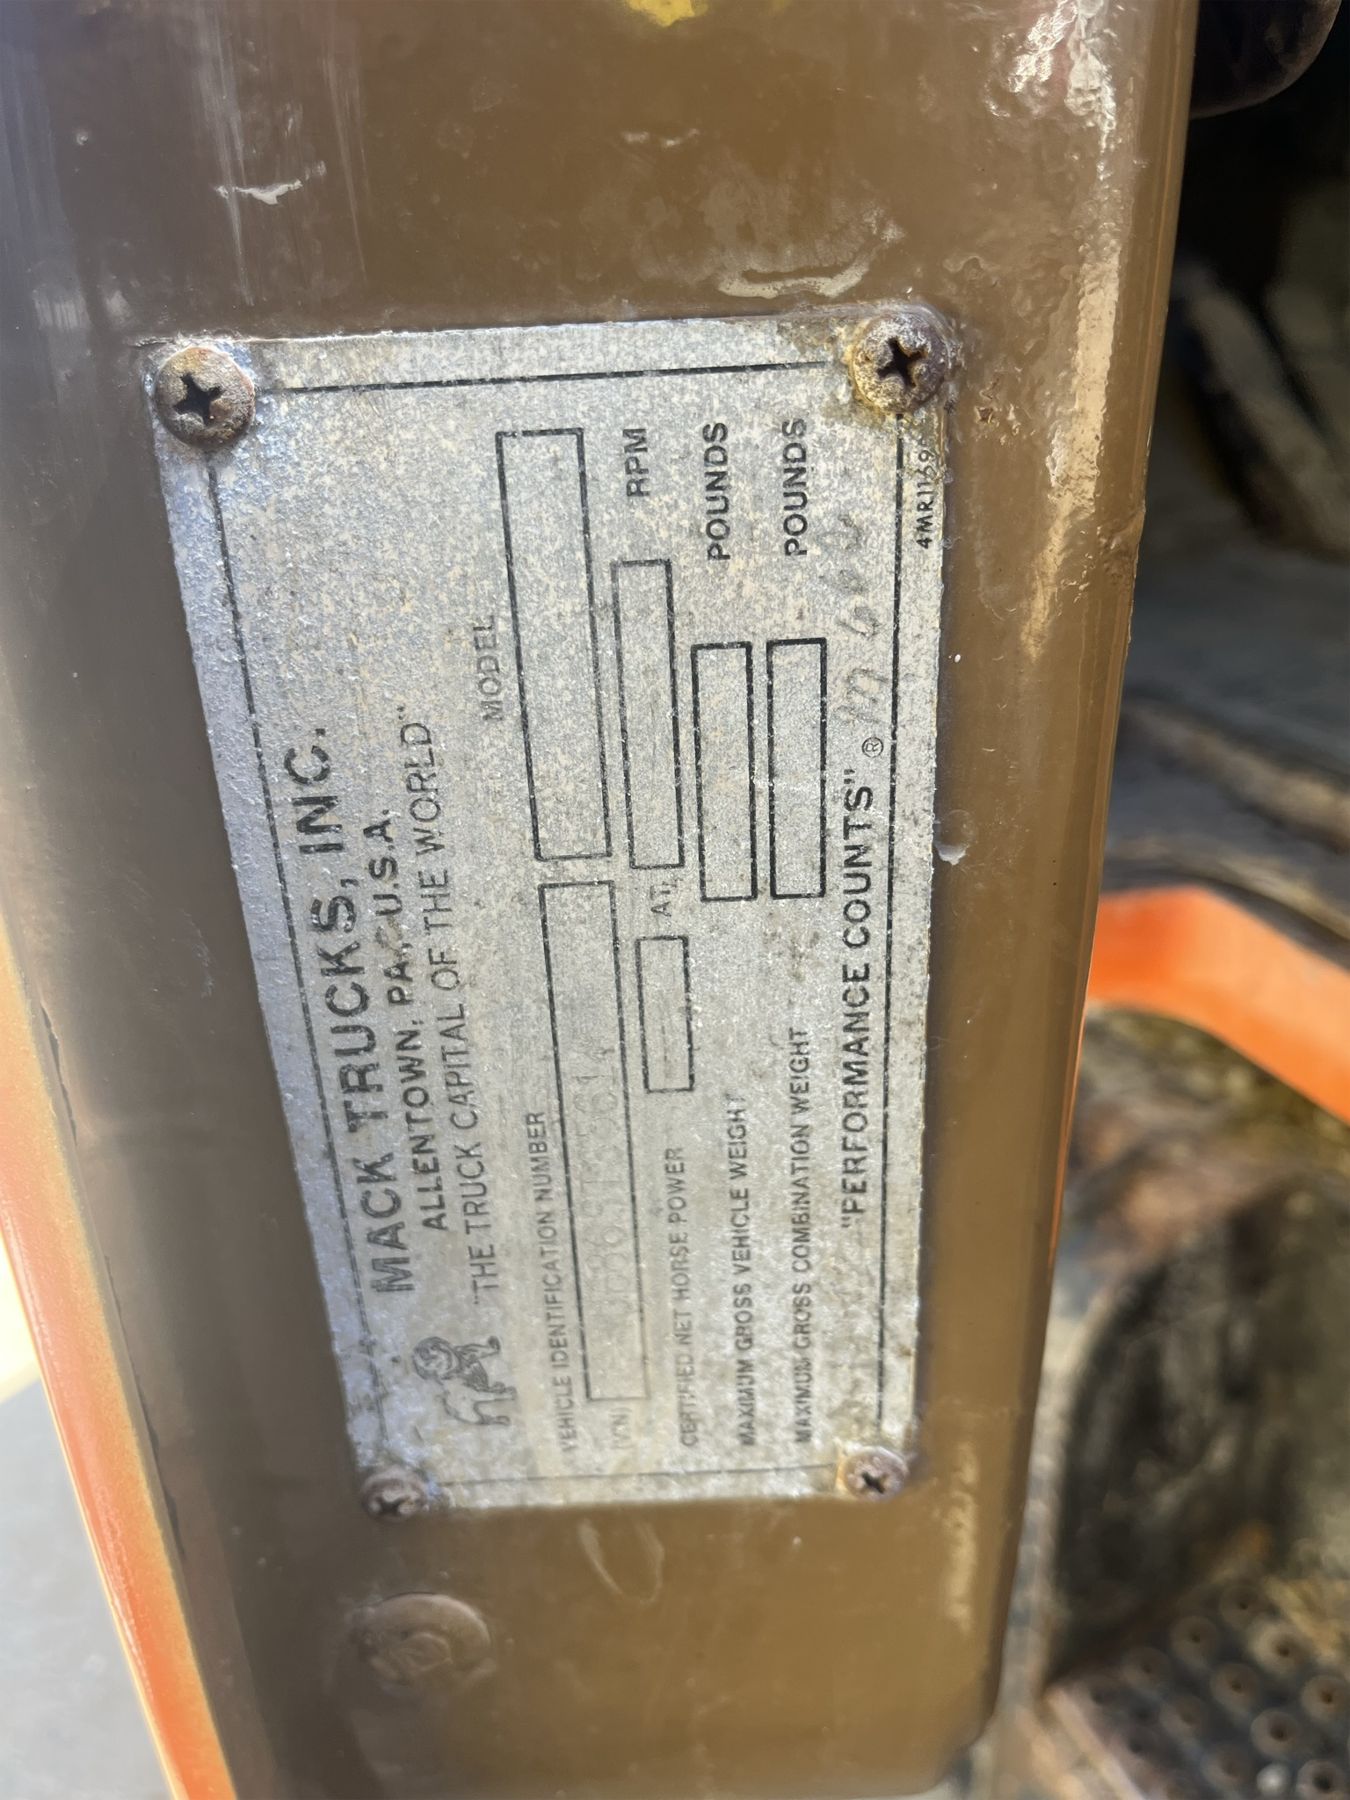 MACK TRUCKS, INC.
ALLENTOWN, PA., U.S.A.
"THE TRUCK CAPITAL OF THE WORLD"
VEHICLE IDENTIFICATION NUMBER MODEL
(VIN)
CERTIFIED NET HORSE POWER AT RPM
MAXIMUM GROSS VEHICLE WEIGHT POUNDS
MAXIMUM GROSS COMBINATION WEIGHT POUNDS
"PERFORMANCE COUNTS" ®